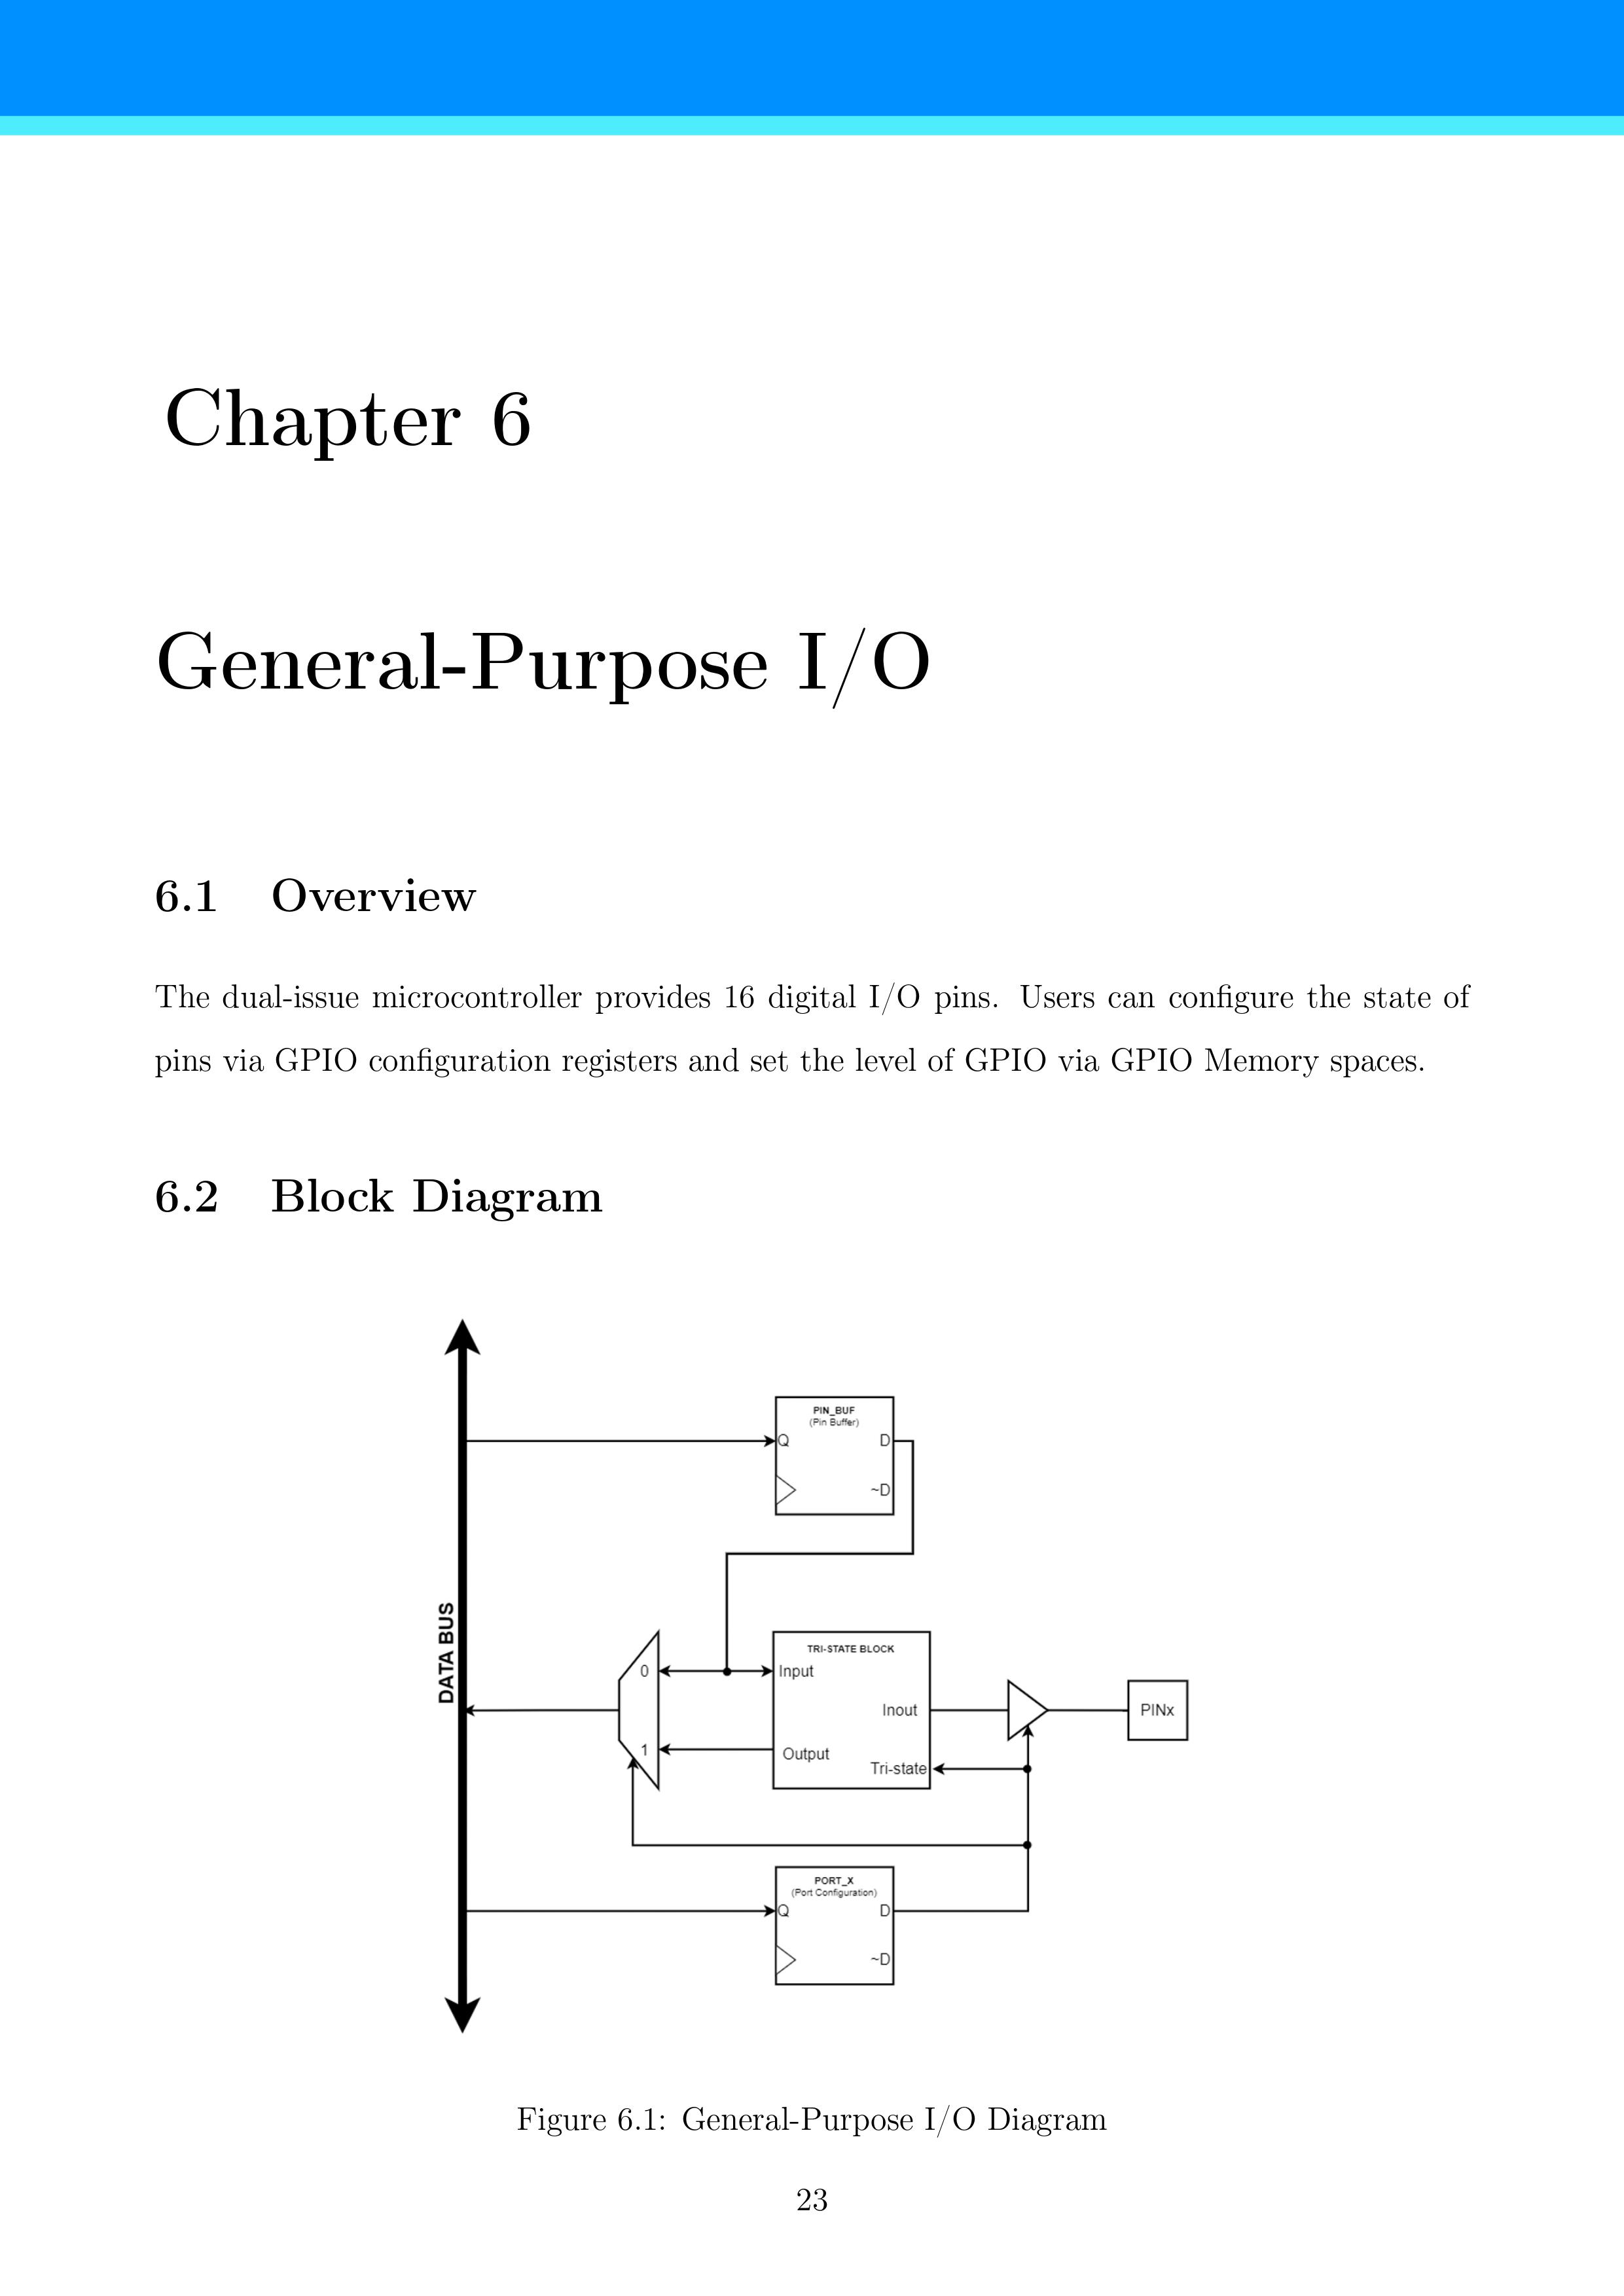 Chapter 6
General-Purpose I/O
6.1 Overview
The dual-issue microcontroller provides 16 digital I/O pins. Users can configure the state of
pins via GPIO configuration registers and set the level of GPIO via GPIO Memory spaces.
6.2 Block Diagram
DATA BUS
PIN_BUF
(Pin Buffer)
Q D
~D
TRI-STATE BLOCK
0
Input
Inout
PINx
1
Output
Tri-state
PORT_X
(Port Configuration)
Q D
~D
Figure 6.1: General-Purpose I/O Diagram
23